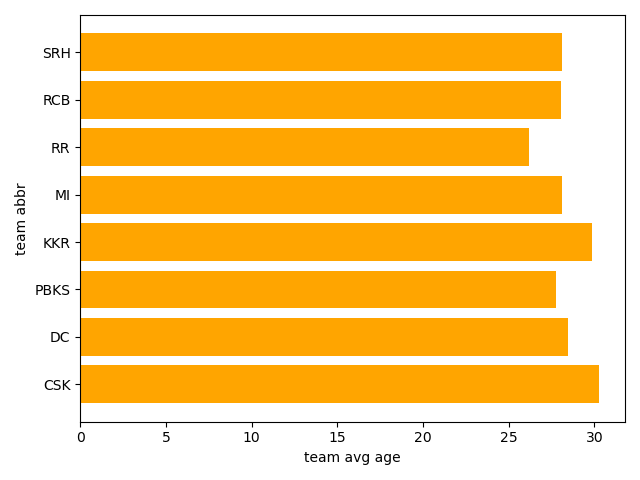 SRH
RCB
RR
MI
KKR
PBKS
DC
CSK
team abbr
0 5 10 15 20 25 30
team avg age